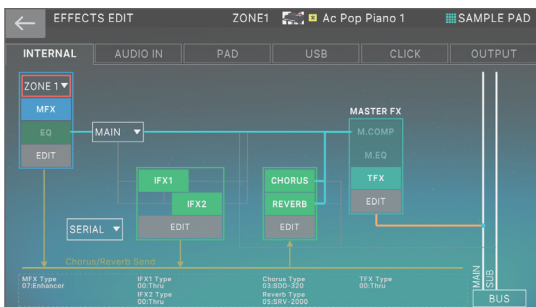 EFFECTS EDIT ZONE1 Ac Pop Piano 1 SAMPLE PAD
INTERNAL AUDIO IN PAD USB CLICK OUTPUT
ZONE 1▼
MFX
EQ
EDIT
MAIN ▼
IFX1
IFX2
EDIT
SERIAL ▼
CHORUS
REVERB
EDIT
MASTER FX
M.COMP
M.EQ
TFX
EDIT
Chorus/Reverb Send
MFX Type
07:Enhancer
IFX1 Type
00:Thru
IFX2 Type
00:Thru
Chorus Type
03:SDD-320
Reverb Type
05:SRV-2000
TFX Type
00:Thru
MAIN
SUB
BUS